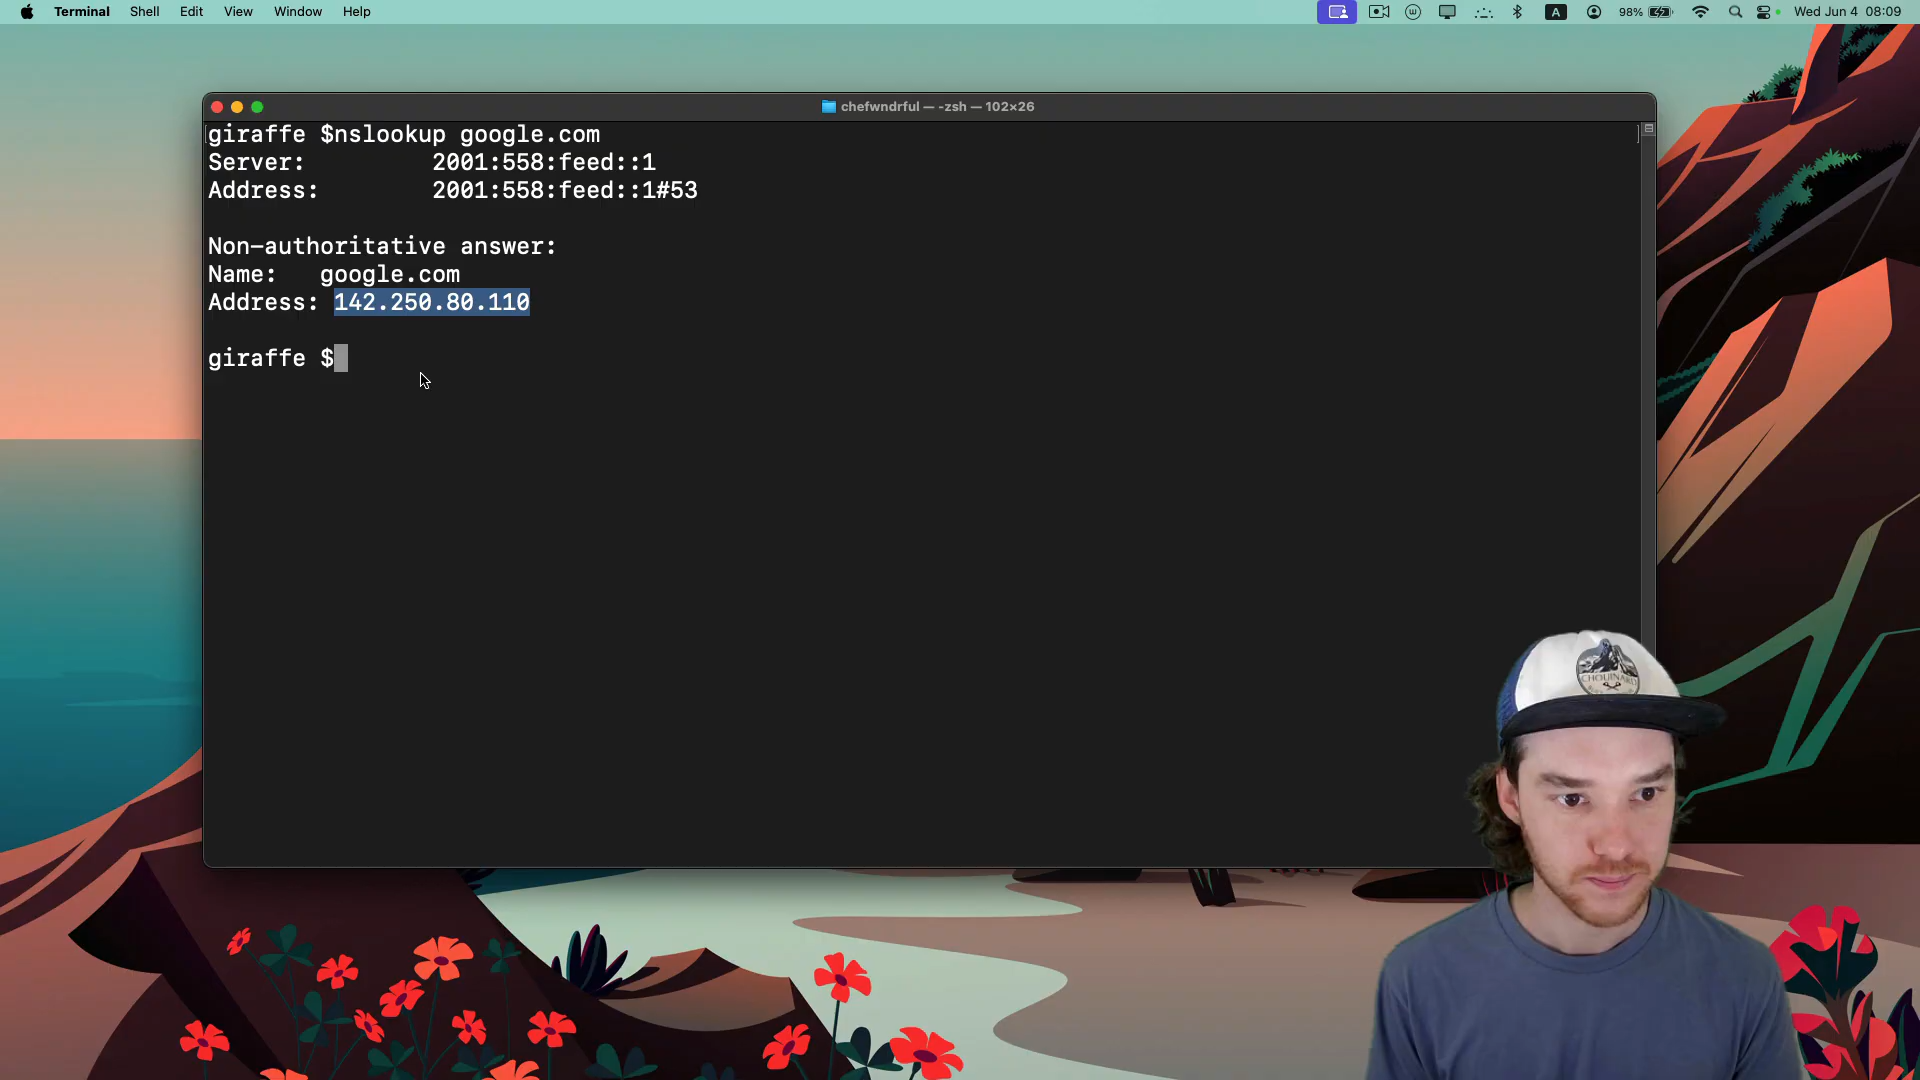 Terminal Shell Edit View Window Help A 98% Wed Jun 4 08:09
chefwndrful — -zsh — 102×26
giraffe $nslookup google.com
Server: 2001:558:feed::1
Address: 2001:558:feed::1#53
Non-authoritative answer:
Name: google.com
Address: 142.250.80.110
giraffe $
CHOUINARD